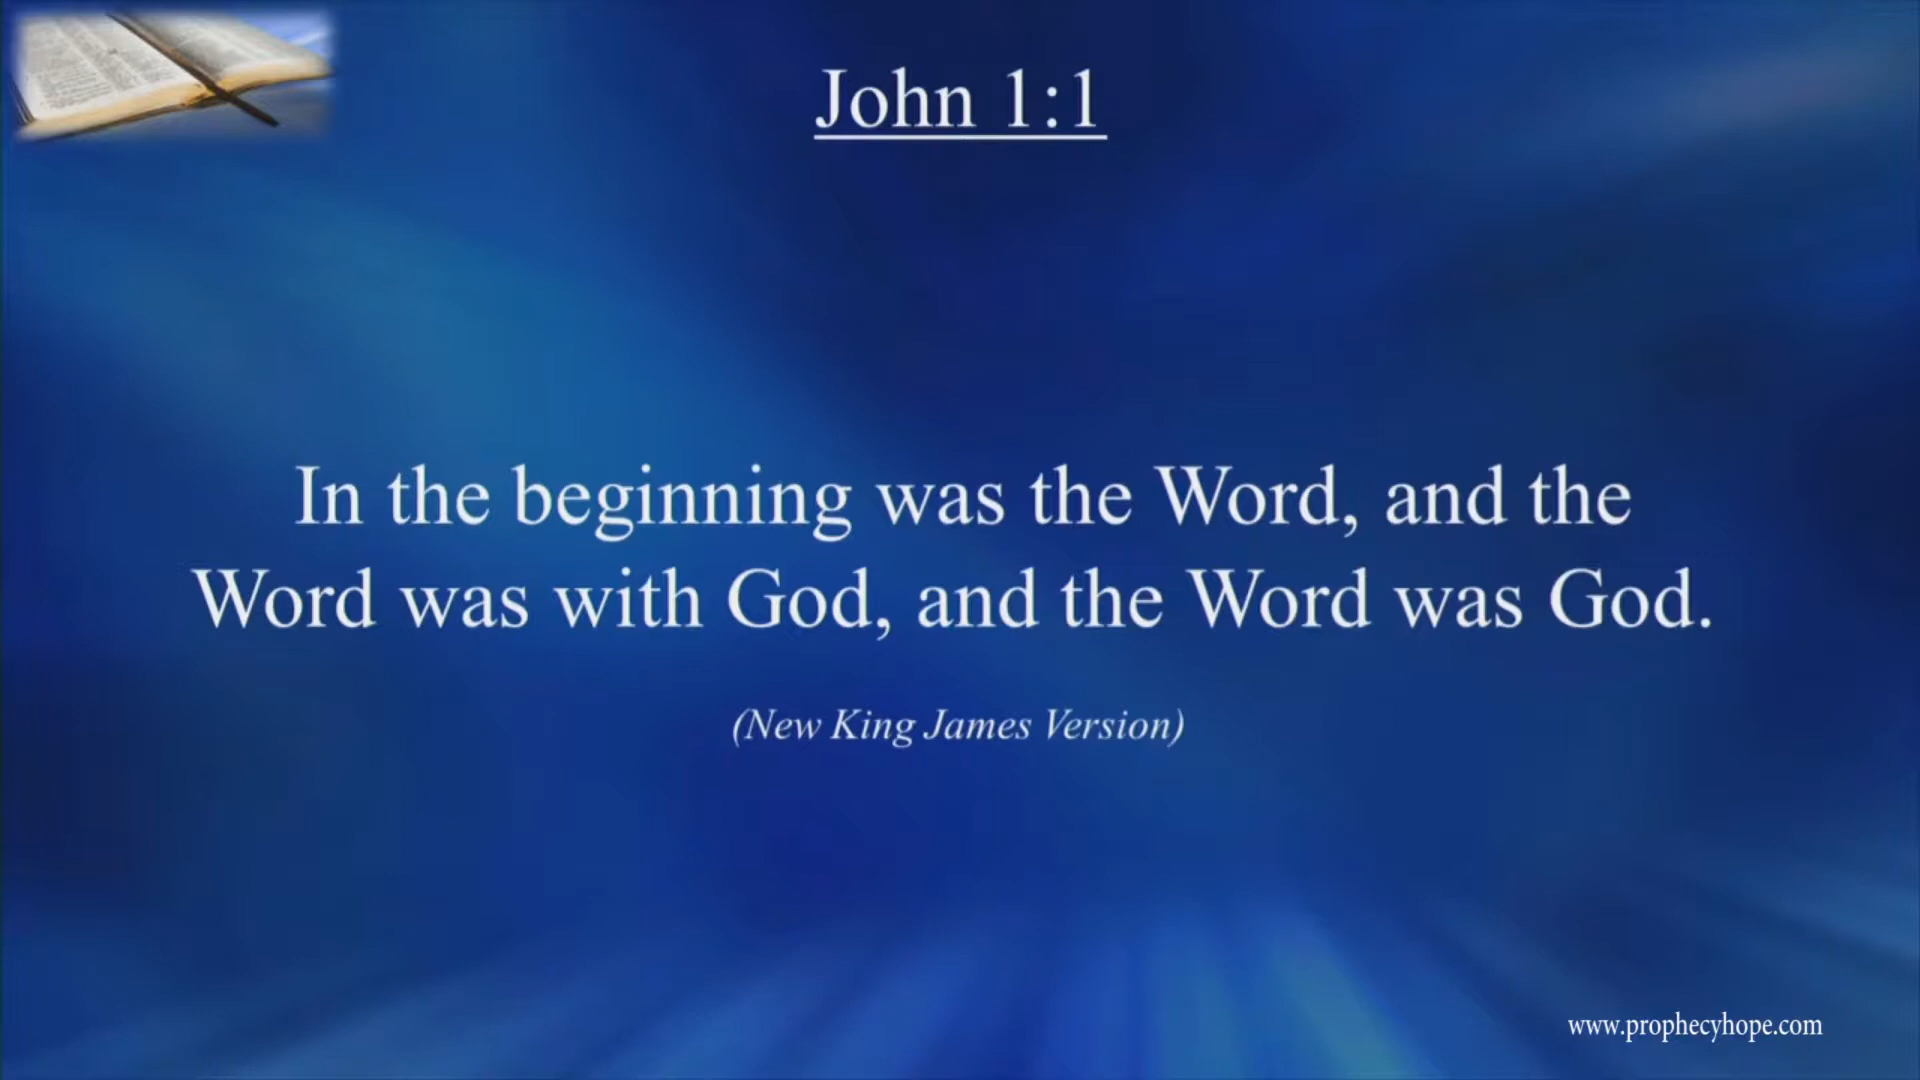 John 1:1
In the beginning was the Word, and the
Word was with God, and the Word was God.
(New King James Version)
www.prophecyhope.com